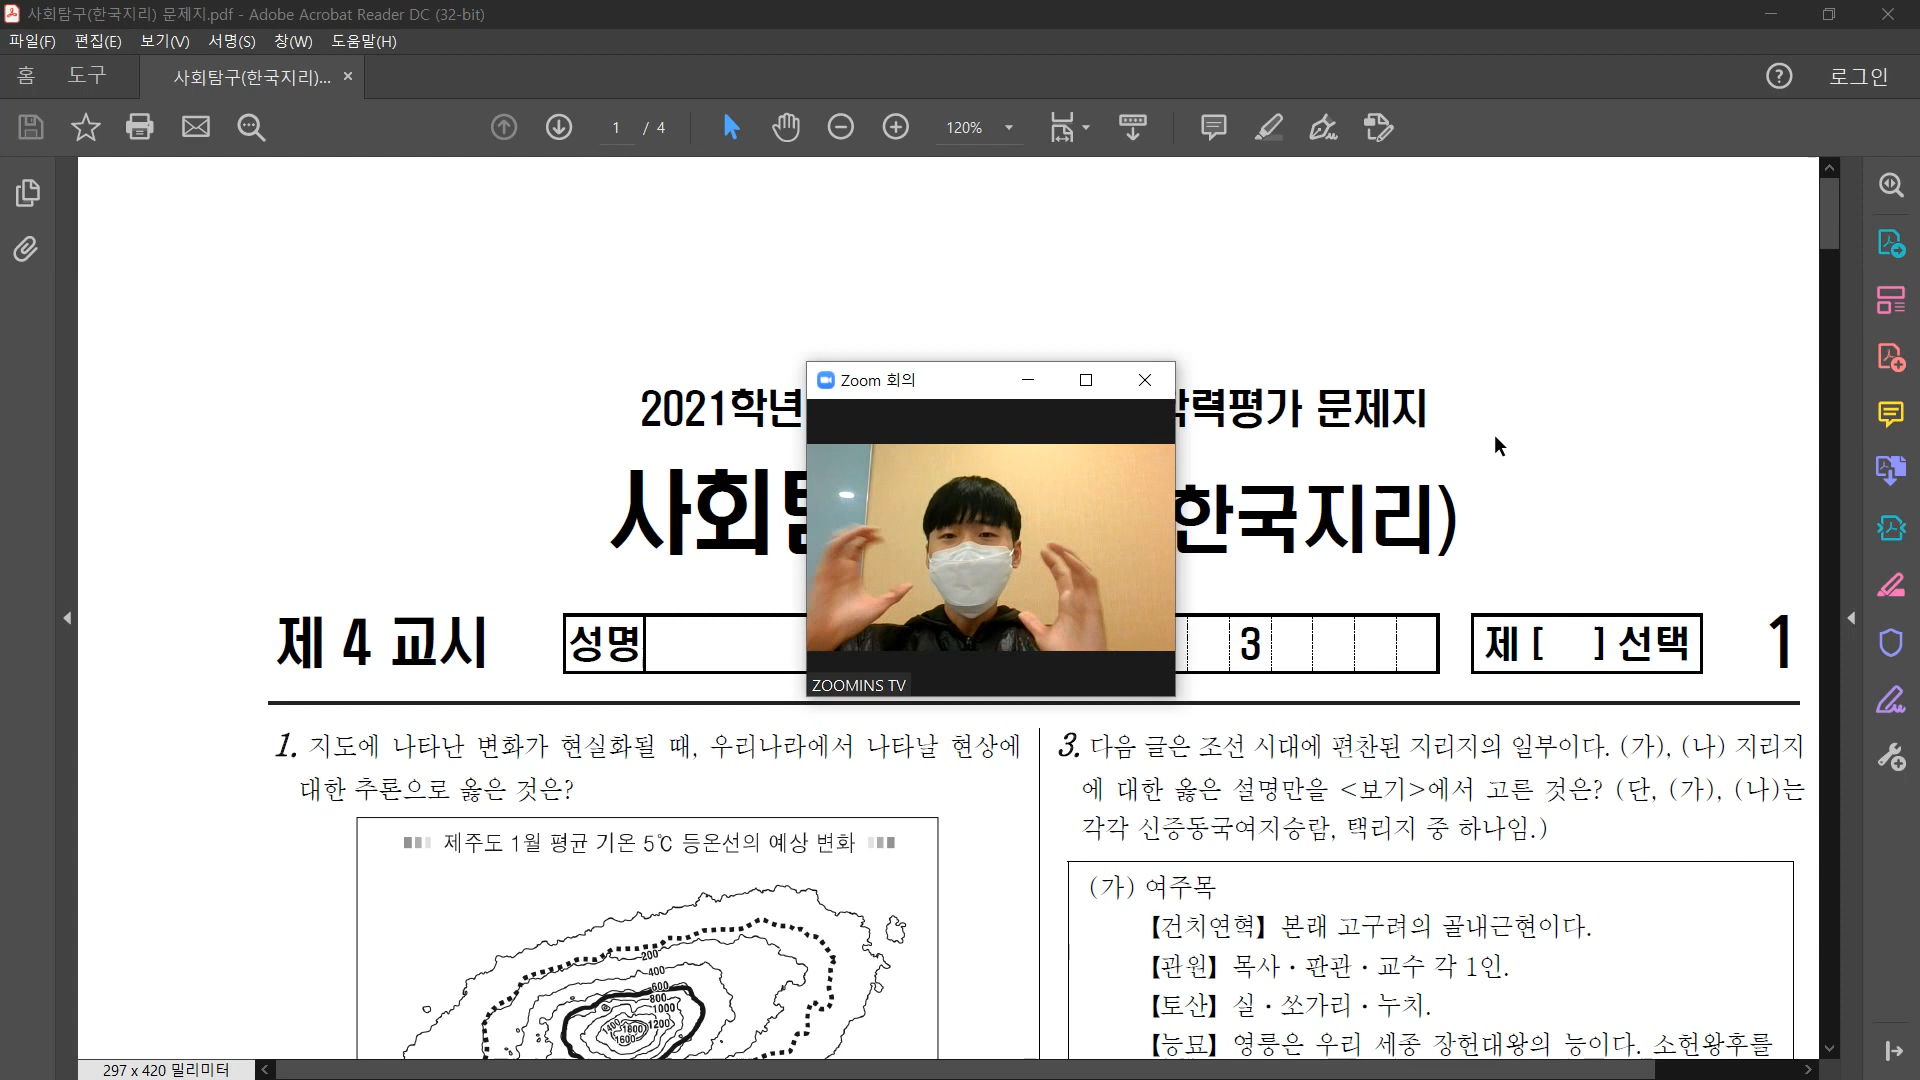 사회탐구(한국지리) 문제지.pdf - Adobe Acrobat Reader DC (32-bit)
파일(F) 편집(E) 보기(V) 서명(S) 창(W) 도움말(H)
홈 도구 사회탐구(한국지리)... × ? 로그인
1 / 4 120%
Zoom 회의
2021학년 학력평가 문제지
사회탐 한국지리)
제 4 교시 성명 3 제 [ ] 선택 1
ZOOMINS TV
1. 지도에 나타난 변화가 현실화될 때, 우리나라에서 나타날 현상에
대한 추론으로 옳은 것은?
제주도 1월 평균 기온 5℃ 등온선의 예상 변화
200
400
600
800
1000
1200
1400
1800
1600
3. 다음 글은 조선 시대에 편찬된 지리지의 일부이다. (가), (나) 지리지
에 대한 옳은 설명만을 <보기>에서 고른 것은? (단, (가), (나)는
각각 신증동국여지승람, 택리지 중 하나임.)
(가) 여주목
【건치연혁】 본래 고구려의 골내근현이다.
【관원】 목사·판관·교수 각 1인.
【토산】 실·쏘가리·누치.
【능묘】 영릉은 우리 세종 장헌대왕의 능이다. 소헌왕후를
297 x 420 밀리미터